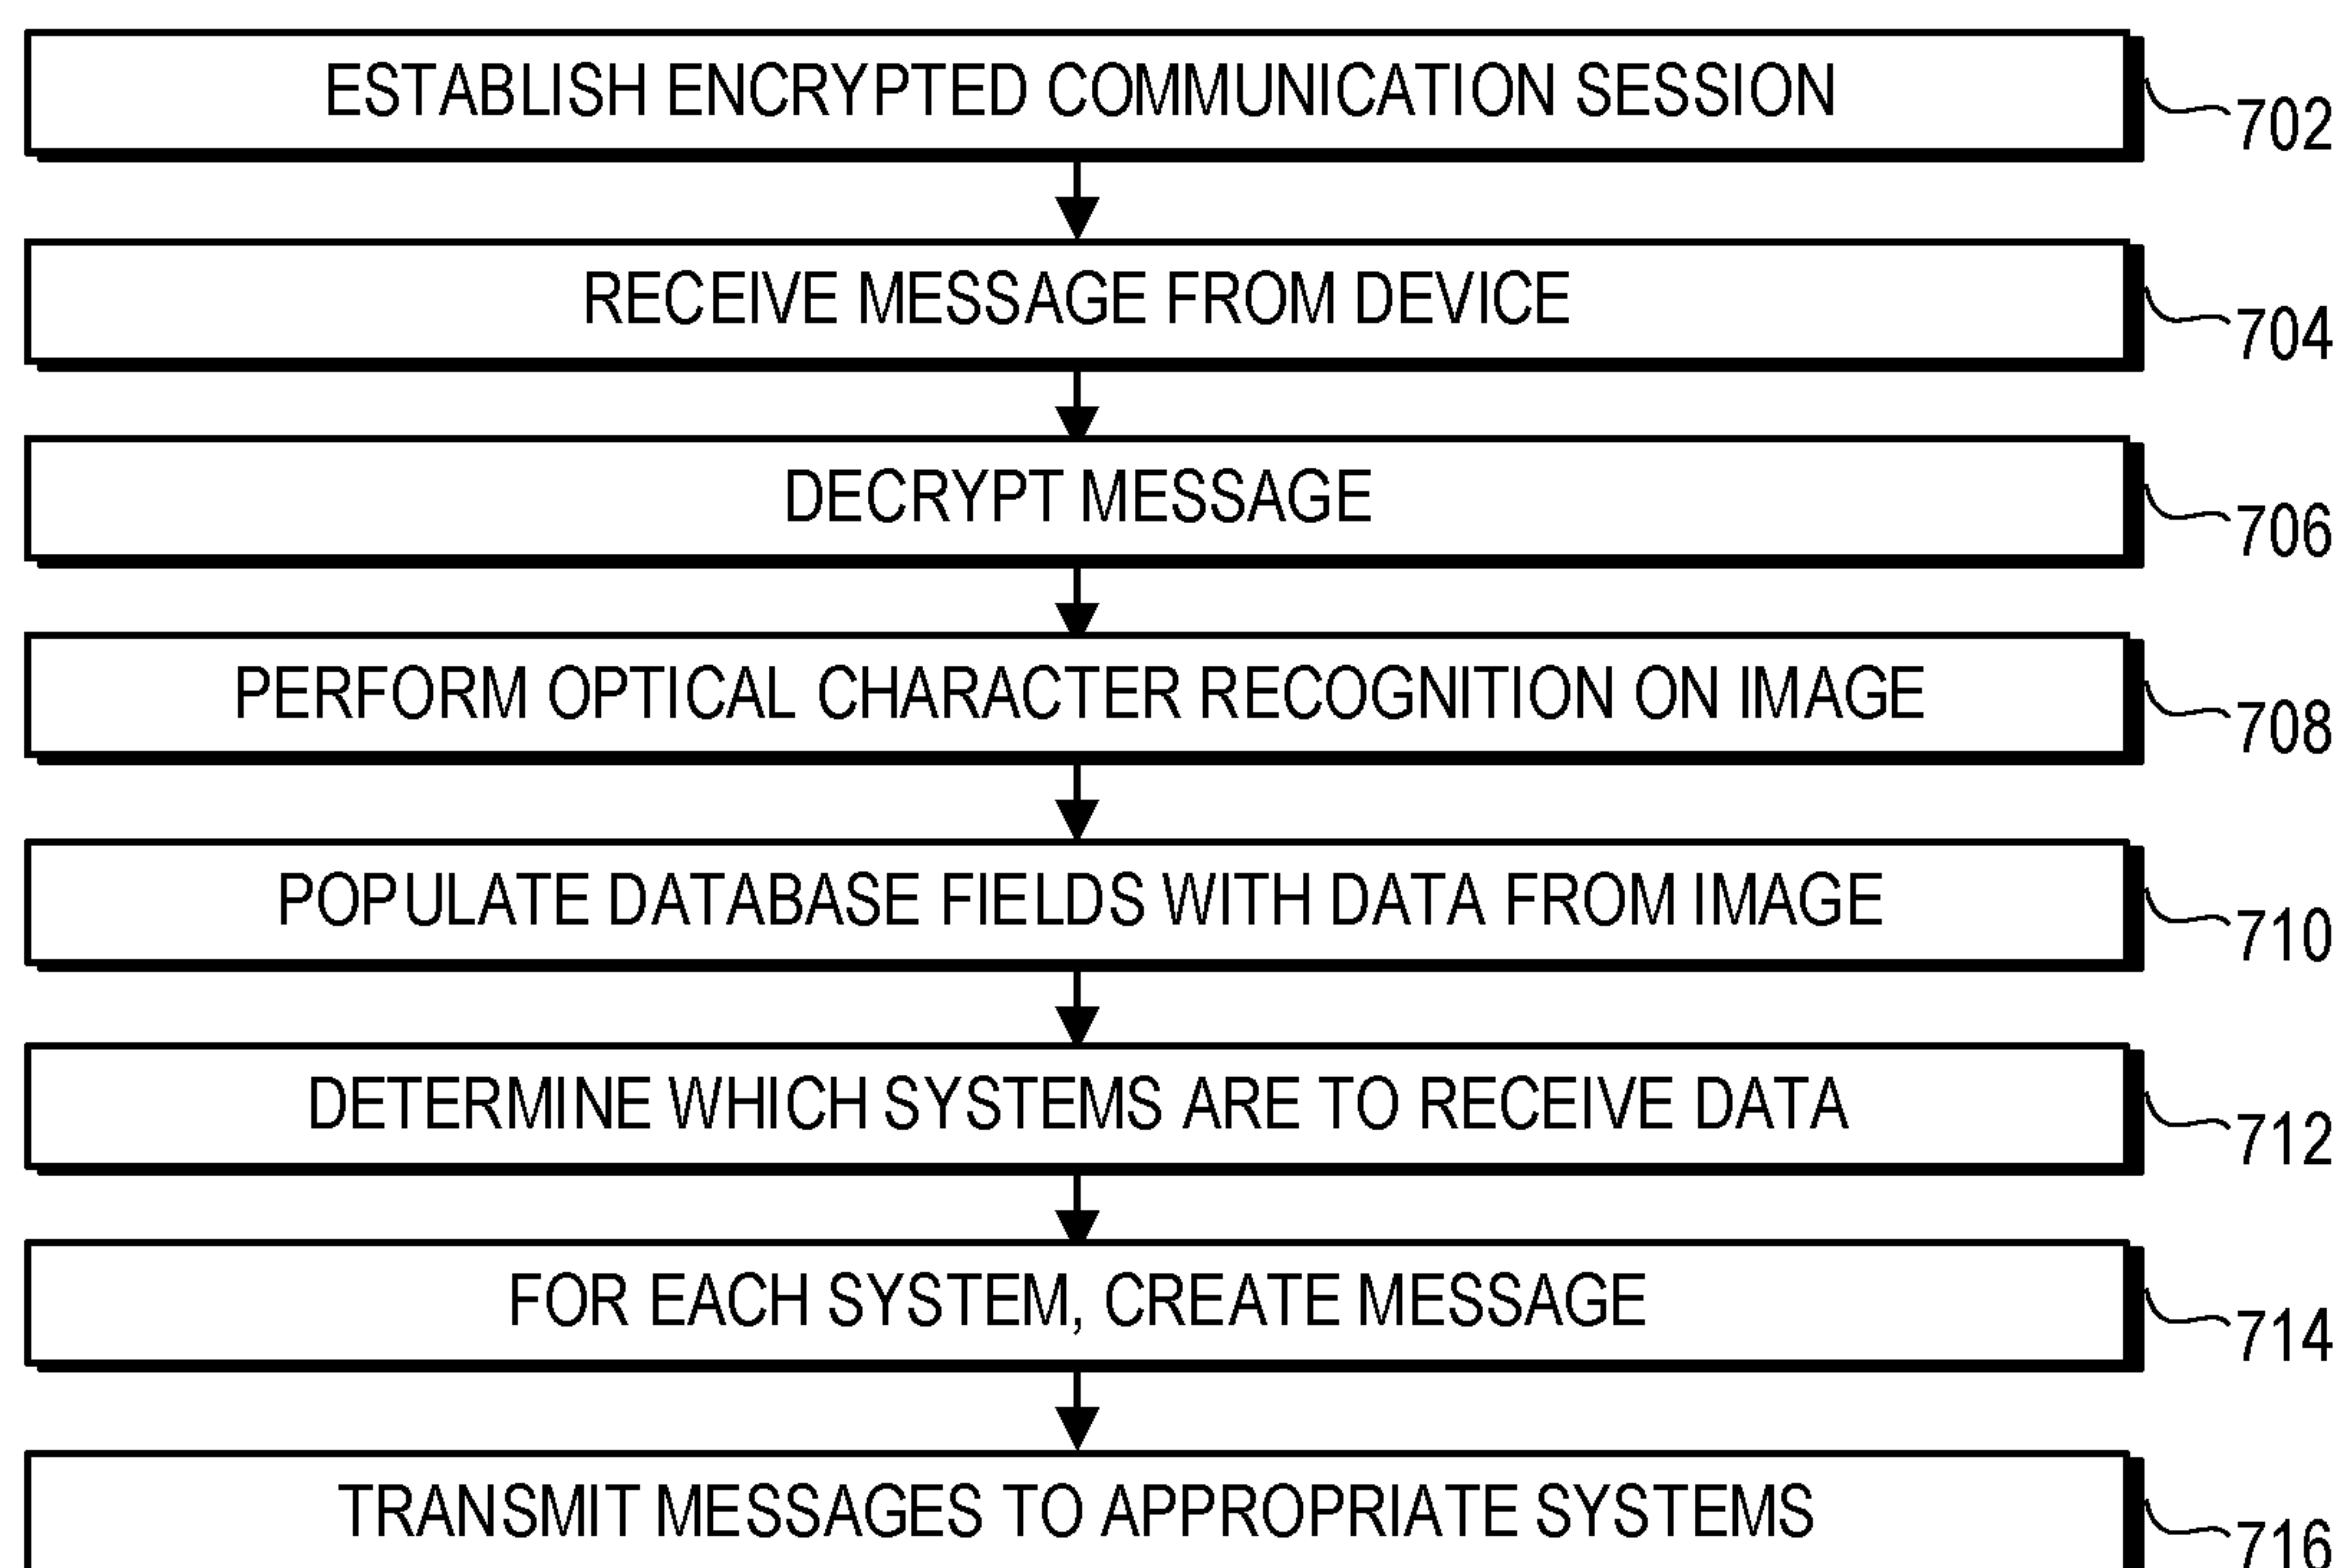 ESTABLISH ENCRYPTED COMMUNICATION SESSION
702
RECEIVE MESSAGE FROM DEVICE
704
DECRYPT MESSAGE
706
PERFORM OPTICAL CHARACTER RECOGNITION ON IMAGE
708
POPULATE DATABASE FIELDS WITH DATA FROM IMAGE
710
DETERMINE WHICH SYSTEMS ARE TO RECEIVE DATA
712
FOR EACH SYSTEM, CREATE MESSAGE
714
TRANSMIT MESSAGES TO APPROPRIATE SYSTEMS
716